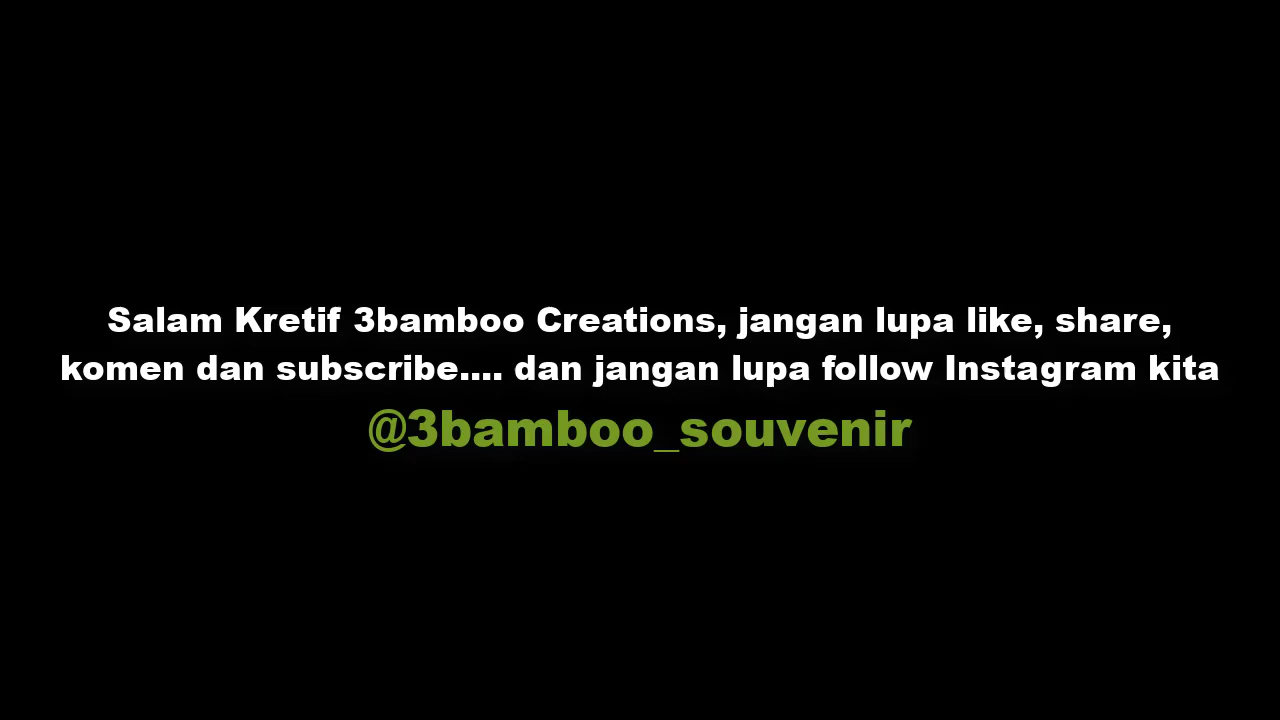 Salam Kretif 3bamboo Creations, jangan lupa like, share,
komen dan subscribe.... dan jangan lupa follow Instagram kita
@3bamboo_souvenir